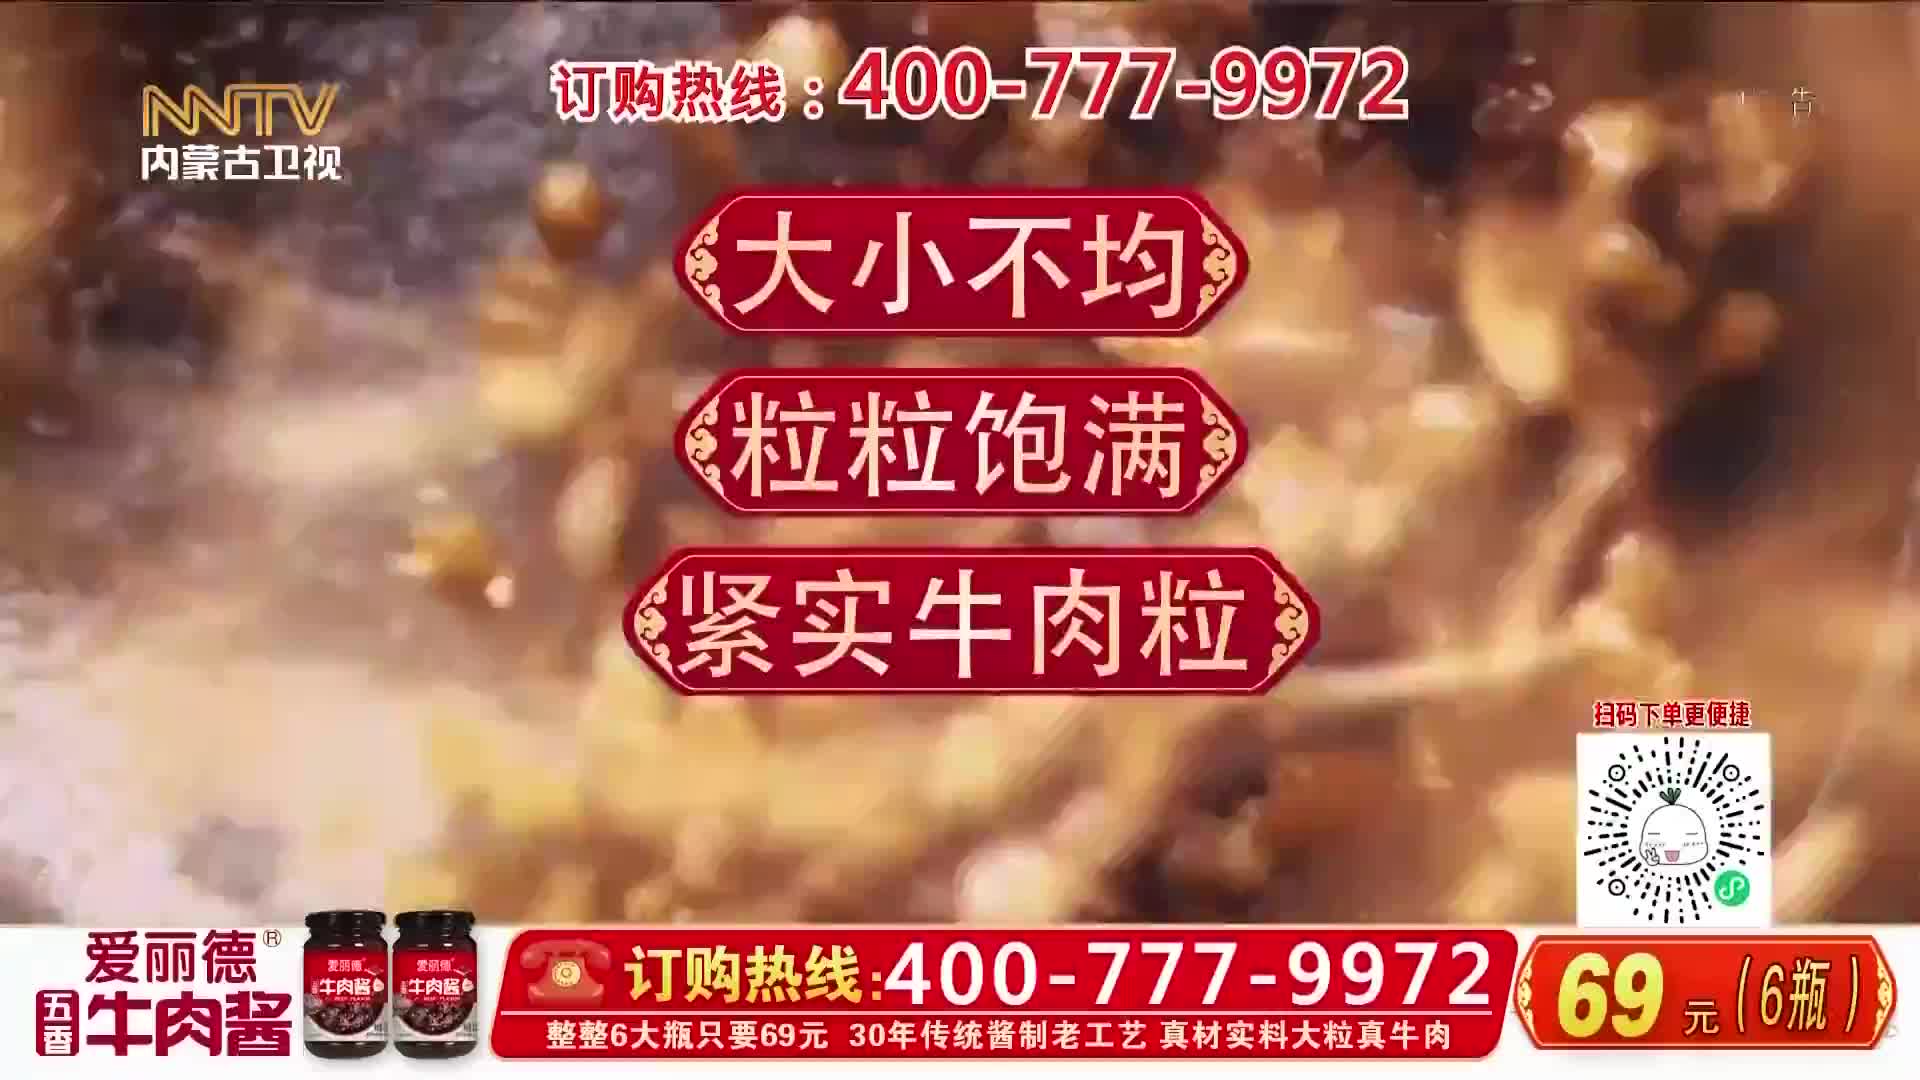 NNTV
内蒙古卫视
订购热线:400-777-9972
告
大小不均
粒粒饱满
紧实牛肉粒
扫码下单更便捷
爱丽德®
五香
牛肉酱
爱丽德
牛肉酱
爱丽德
牛肉酱
订购热线:400-777-9972
整整6大瓶只要69元 30年传统酱制老工艺 真材实料大粒真牛肉
69元(6瓶)